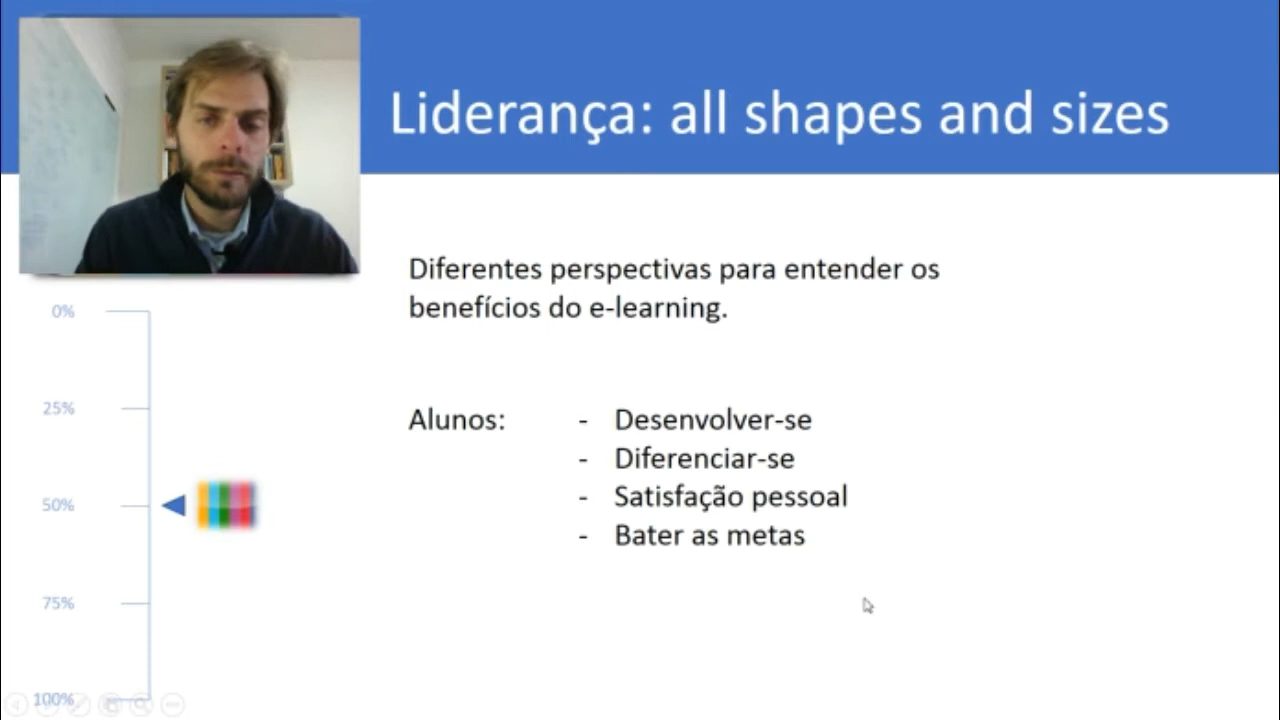 Liderança: all shapes and sizes
Diferentes perspectivas para entender os
benefícios do e-learning.
Alunos:
- Desenvolver-se
- Diferenciar-se
- Satisfação pessoal
- Bater as metas
0%
25%
50%
75%
100%